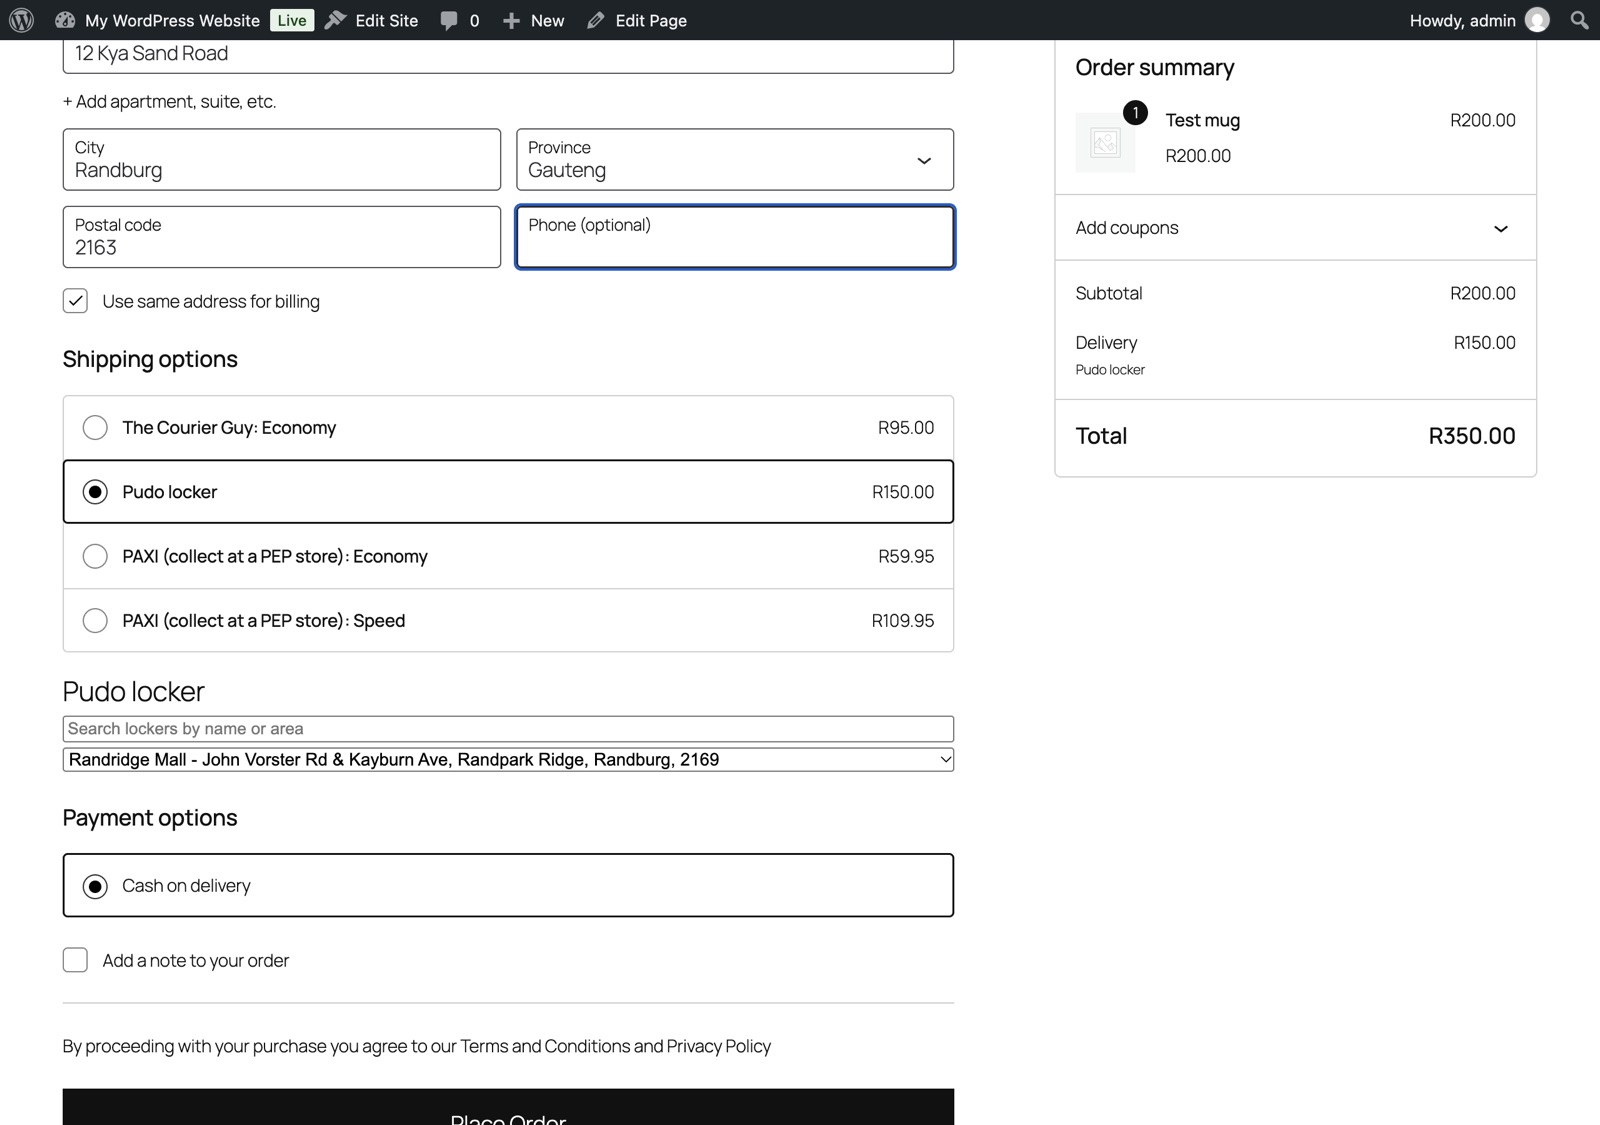 My WordPress Website Live Edit Site 0 New Edit Page Howdy, admin
12 Kya Sand Road
+ Add apartment, suite, etc.
City
Randburg
Province
Gauteng
Postal code
2163
Phone (optional)
Use same address for billing
Shipping options
The Courier Guy: Economy R95.00
Pudo locker R150.00
PAXI (collect at a PEP store): Economy R59.95
PAXI (collect at a PEP store): Speed R109.95
Pudo locker
Search lockers by name or area
Randridge Mall - John Vorster Rd & Kayburn Ave, Randpark Ridge, Randburg, 2169
Payment options
Cash on delivery
Add a note to your order
By proceeding with your purchase you agree to our Terms and Conditions and Privacy Policy
Place Order
Order summary
1
Test mug R200.00
R200.00
Add coupons
Subtotal R200.00
Delivery R150.00
Pudo locker
Total R350.00